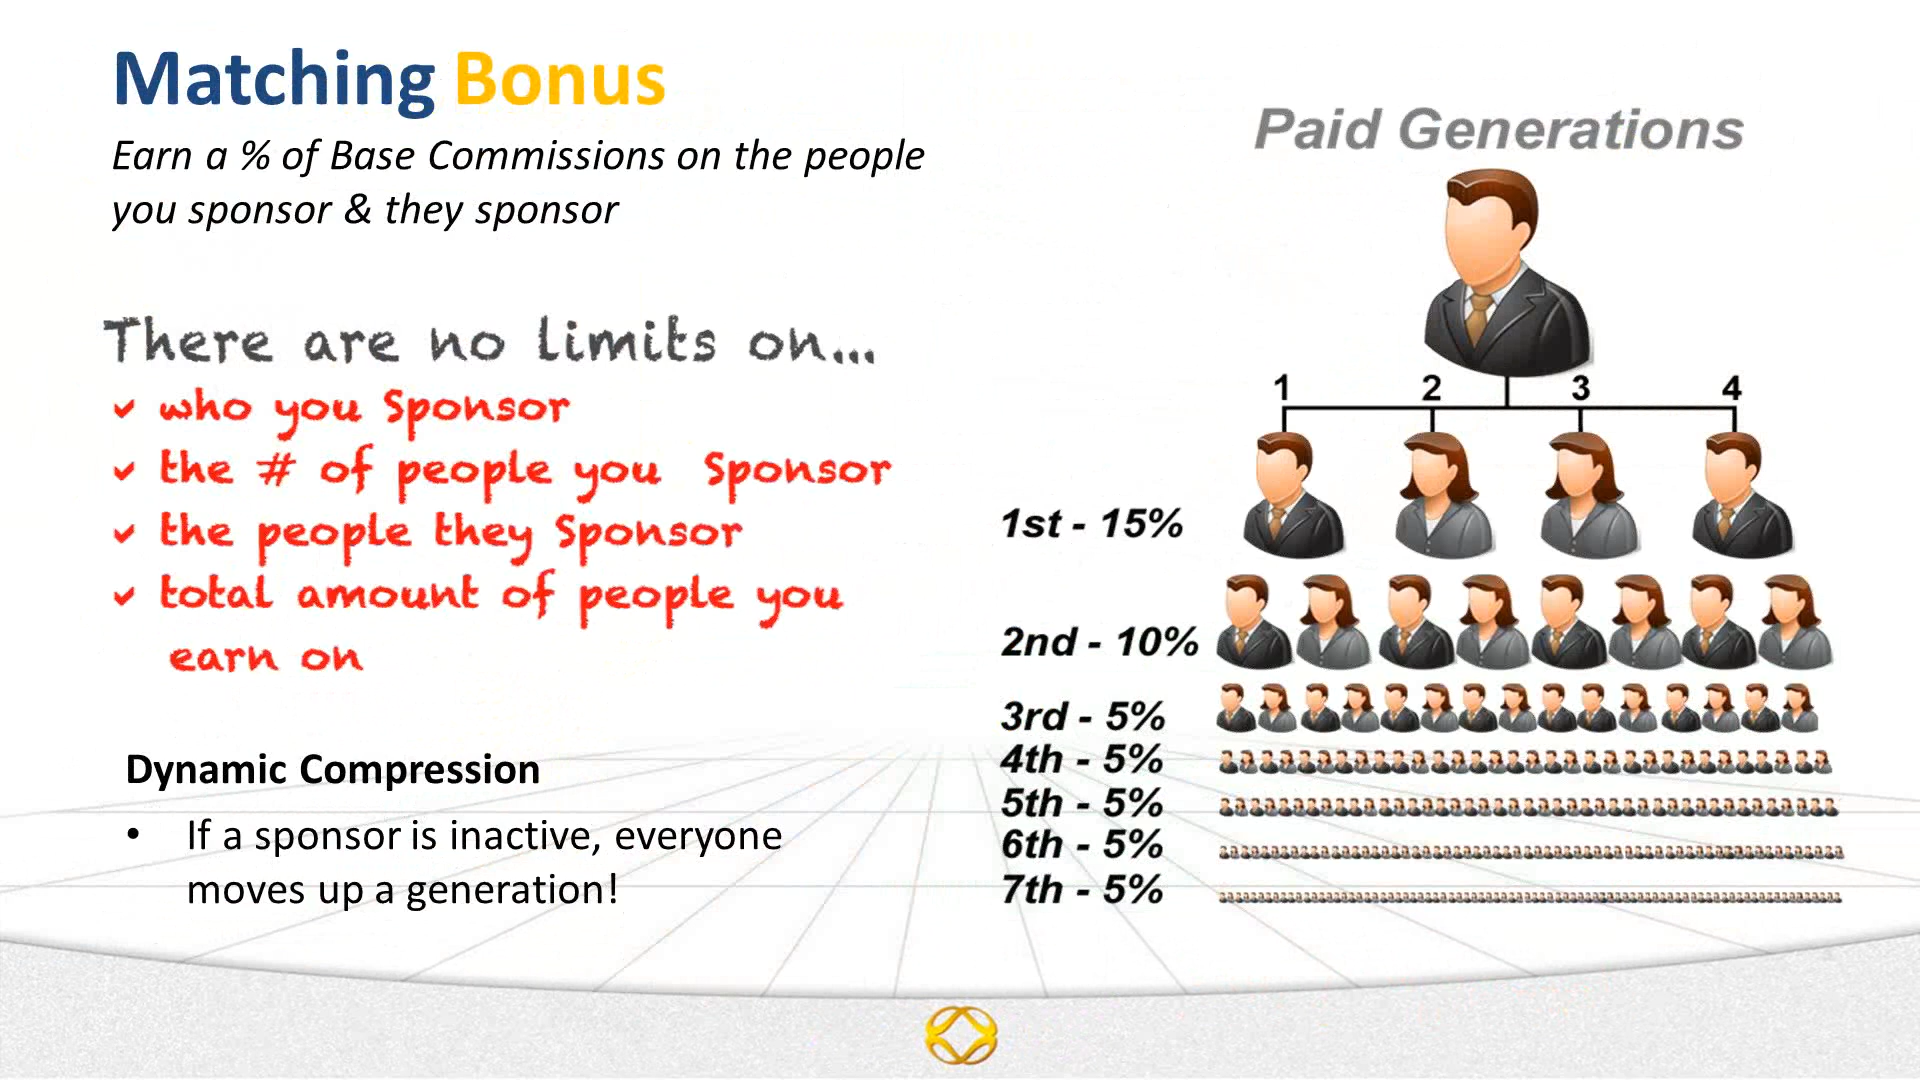 Matching Bonus
Earn a % of Base Commissions on the people
you sponsor & they sponsor
There are no limits on...
✓ who you Sponsor
✓ the # of people you Sponsor
✓ the people they Sponsor
✓ total amount of people you
earn on
Dynamic Compression
• If a sponsor is inactive, everyone
moves up a generation!
Paid Generations
1 2 3 4
1st - 15%
2nd - 10%
3rd - 5%
4th - 5%
5th - 5%
6th - 5%
7th - 5%